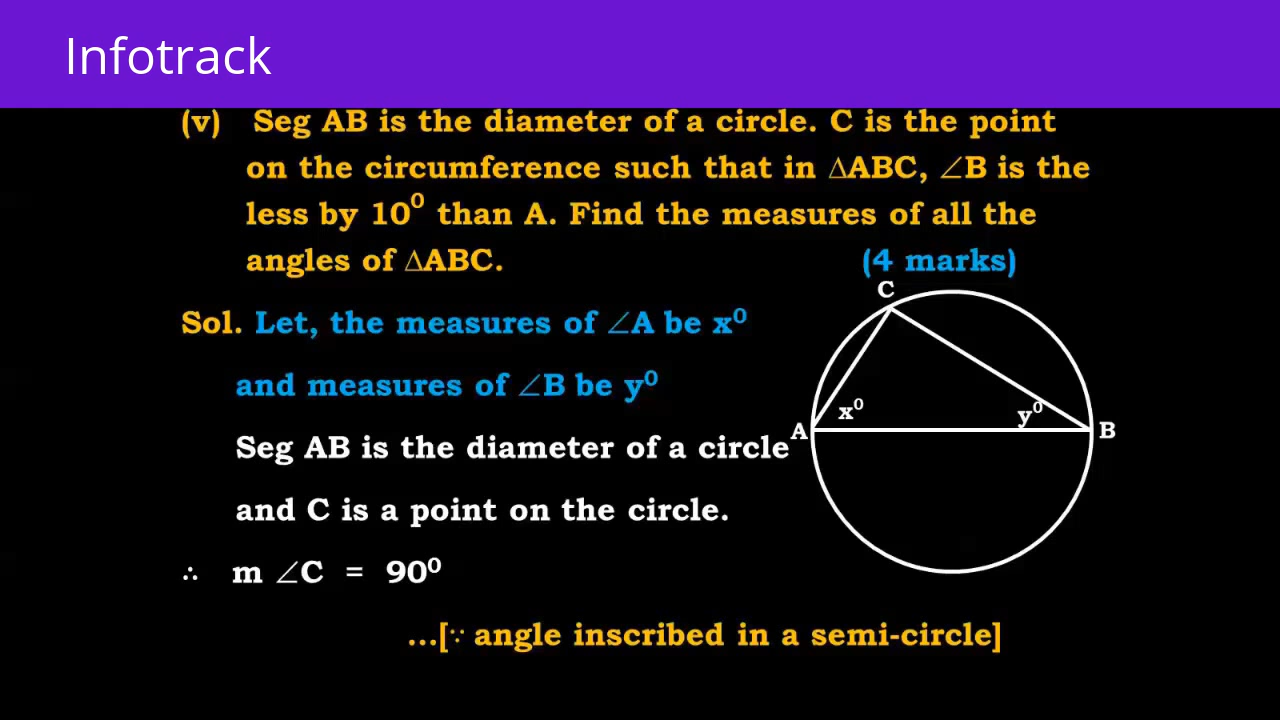 Infotrack
(v) Seg AB is the diameter of a circle. C is the point
on the circumference such that in ∆ABC, ∠B is the
less by 10⁰ than A. Find the measures of all the
angles of ∆ABC. (4 marks)
Sol. Let, the measures of ∠A be x⁰
and measures of ∠B be y⁰
Seg AB is the diameter of a circle
and C is a point on the circle.
∴ m ∠C = 90⁰
...[∵ angle inscribed in a semi-circle]
C
x⁰
y⁰
A
B